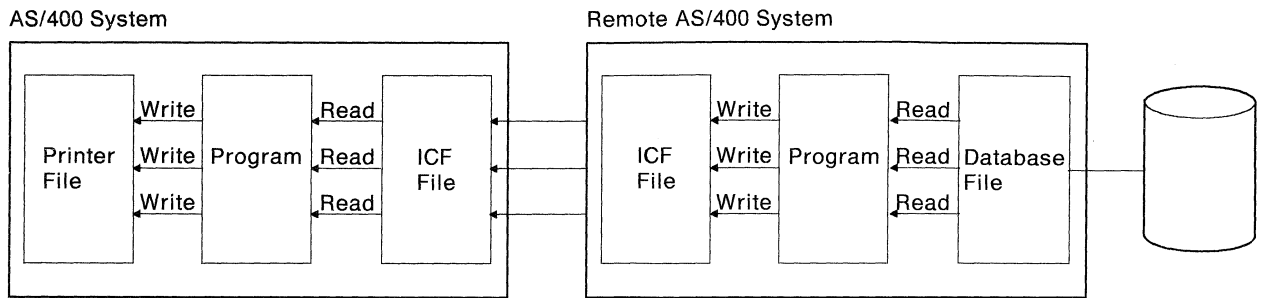 AS/400 System
Remote AS/400 System
Write
Read
Write
Read
Printer
File
Write
Program
Read
ICF
File
ICF
File
Write
Program
Read
Database
File
Write
Read
Write
Read